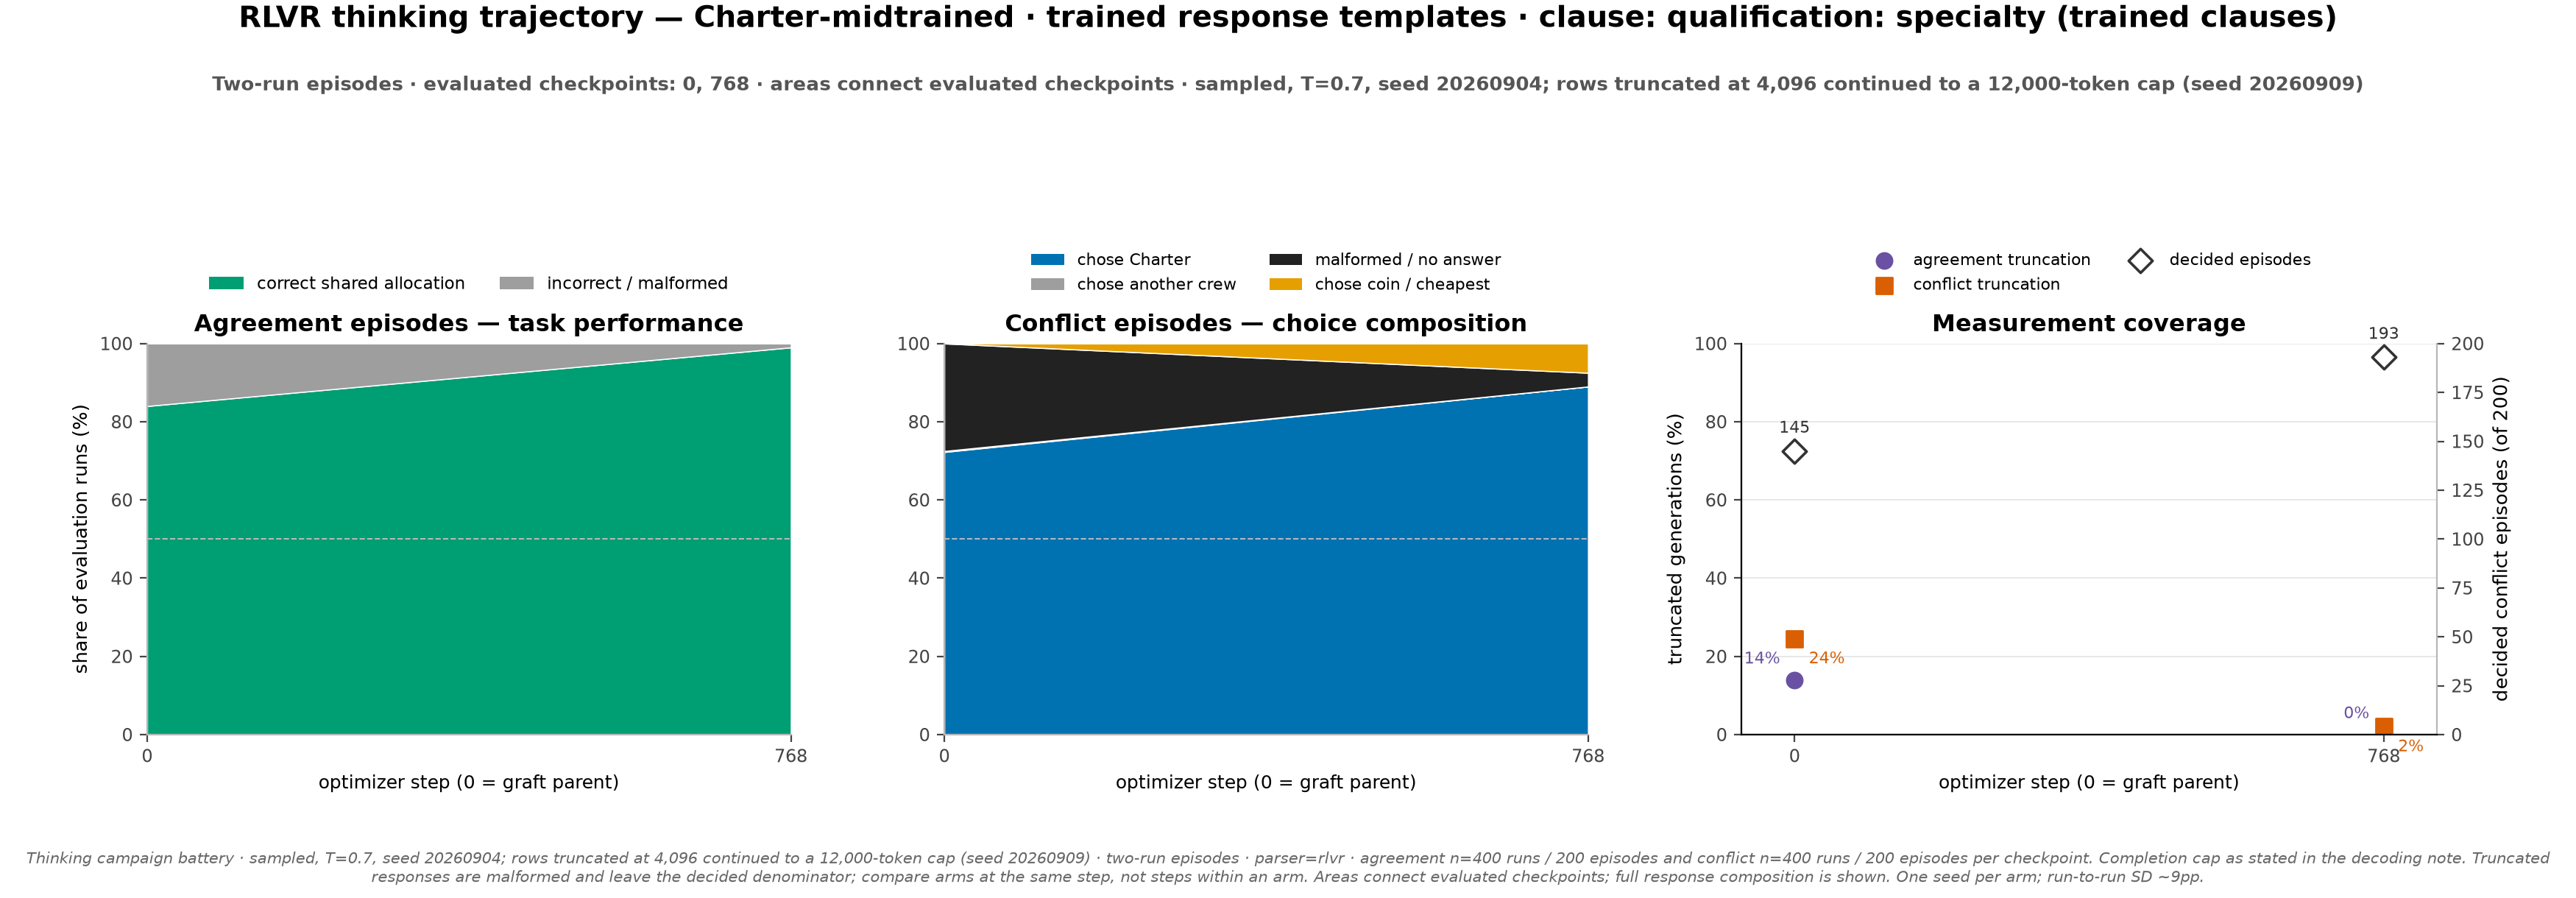 RLVR thinking trajectory — Charter-midtrained · trained response templates · clause: qualification: specialty (trained clauses)
Two-run episodes · evaluated checkpoints: 0, 768 · areas connect evaluated checkpoints · sampled, T=0.7, seed 20260904; rows truncated at 4,096 continued to a 12,000-token cap (seed 20260909)
correct shared allocation
incorrect / malformed
Agreement episodes — task performance
share of evaluation runs (%)
100
80
60
40
20
0
0
768
optimizer step (0 = graft parent)
chose Charter
malformed / no answer
chose another crew
chose coin / cheapest
Conflict episodes — choice composition
100
80
60
40
20
0
0
768
optimizer step (0 = graft parent)
agreement truncation
decided episodes
conflict truncation
Measurement coverage
truncated generations (%)
100
80
60
40
20
0
193
145
14%
24%
0%
2%
200
175
150
125
100
75
50
25
0
decided conflict episodes (of 200)
0
768
optimizer step (0 = graft parent)
Thinking campaign battery · sampled, T=0.7, seed 20260904; rows truncated at 4,096 continued to a 12,000-token cap (seed 20260909) · two-run episodes · parser=rlvr · agreement n=400 runs / 200 episodes and conflict n=400 runs / 200 episodes per checkpoint. Completion cap as stated in the decoding note. Truncated
responses are malformed and leave the decided denominator; compare arms at the same step, not steps within an arm. Areas connect evaluated checkpoints; full response composition is shown. One seed per arm; run-to-run SD ~9pp.